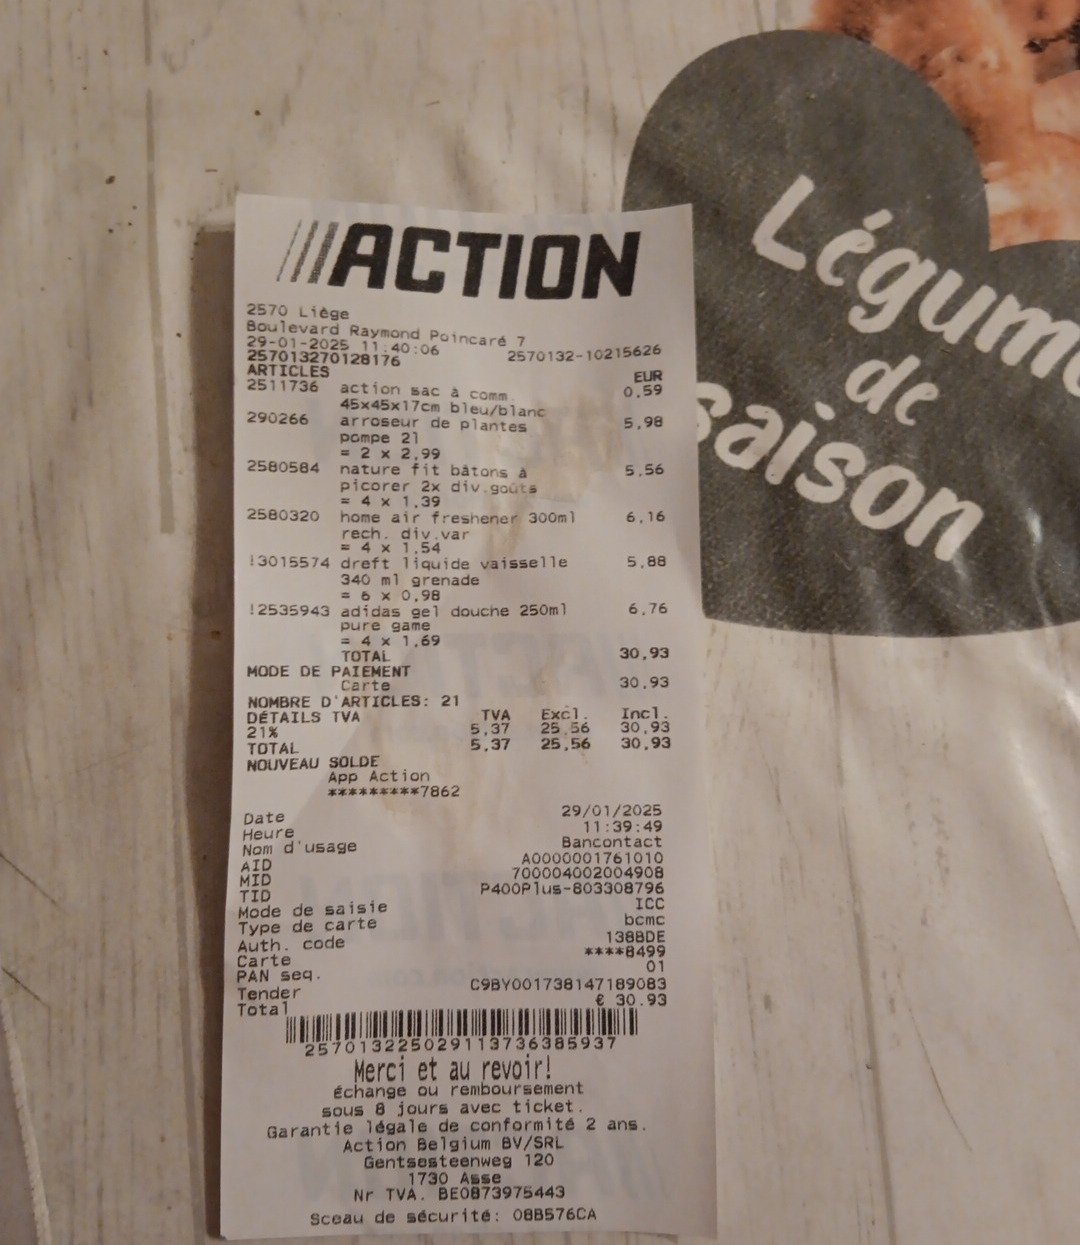 ///ACTION
2570 Liège
Boulevard Raymond Poincaré 7
29-01-2025 11:40:06 2570132-10215626
257013270128176
ARTICLES EUR
2511736 action sac à comm. 0,59
45x45x17cm bleu/blanc
290266 arroseur de plantes 5,98
pompe 2l
= 2 x 2,99
2580584 nature fit bâtons à 5,56
picorer 2x div.goûts
= 4 x 1,39
2580320 home air freshener 300ml 6,16
rech. div.var
= 4 x 1,54
!3015574 dreft liquide vaisselle 5,88
340 ml grenade
= 6 x 0,98
!2535943 adidas gel douche 250ml 6,76
pure game
= 4 x 1,69
TOTAL 30,93
MODE DE PAIEMENT
Carte 30,93
NOMBRE D'ARTICLES: 21
DÉTAILS TVA TVA Excl. Incl.
21% 5,37 25,56 30,93
TOTAL 5,37 25,56 30,93
NOUVEAU SOLDE
App Action
*********7862
Date 29/01/2025
Heure 11:39:49
Nom d'usage Bancontact
AID A0000001761010
MID 700004002004908
TID P400Plus-803308796
Mode de saisie ICC
Type de carte bcmc
Auth. code 138BDE
Carte ****8499
PAN seq. 01
Tender C9BY001738147189083
Total € 30.93
257013225029113736385937
Merci et au revoir!
échange ou remboursement
sous 8 jours avec ticket.
Garantie légale de conformité 2 ans.
Action Belgium BV/SRL
Gentsesteenweg 120
1730 Asse
Nr TVA. BE0873975443
Sceau de sécurité: 08B576CA
Légume
de
saison